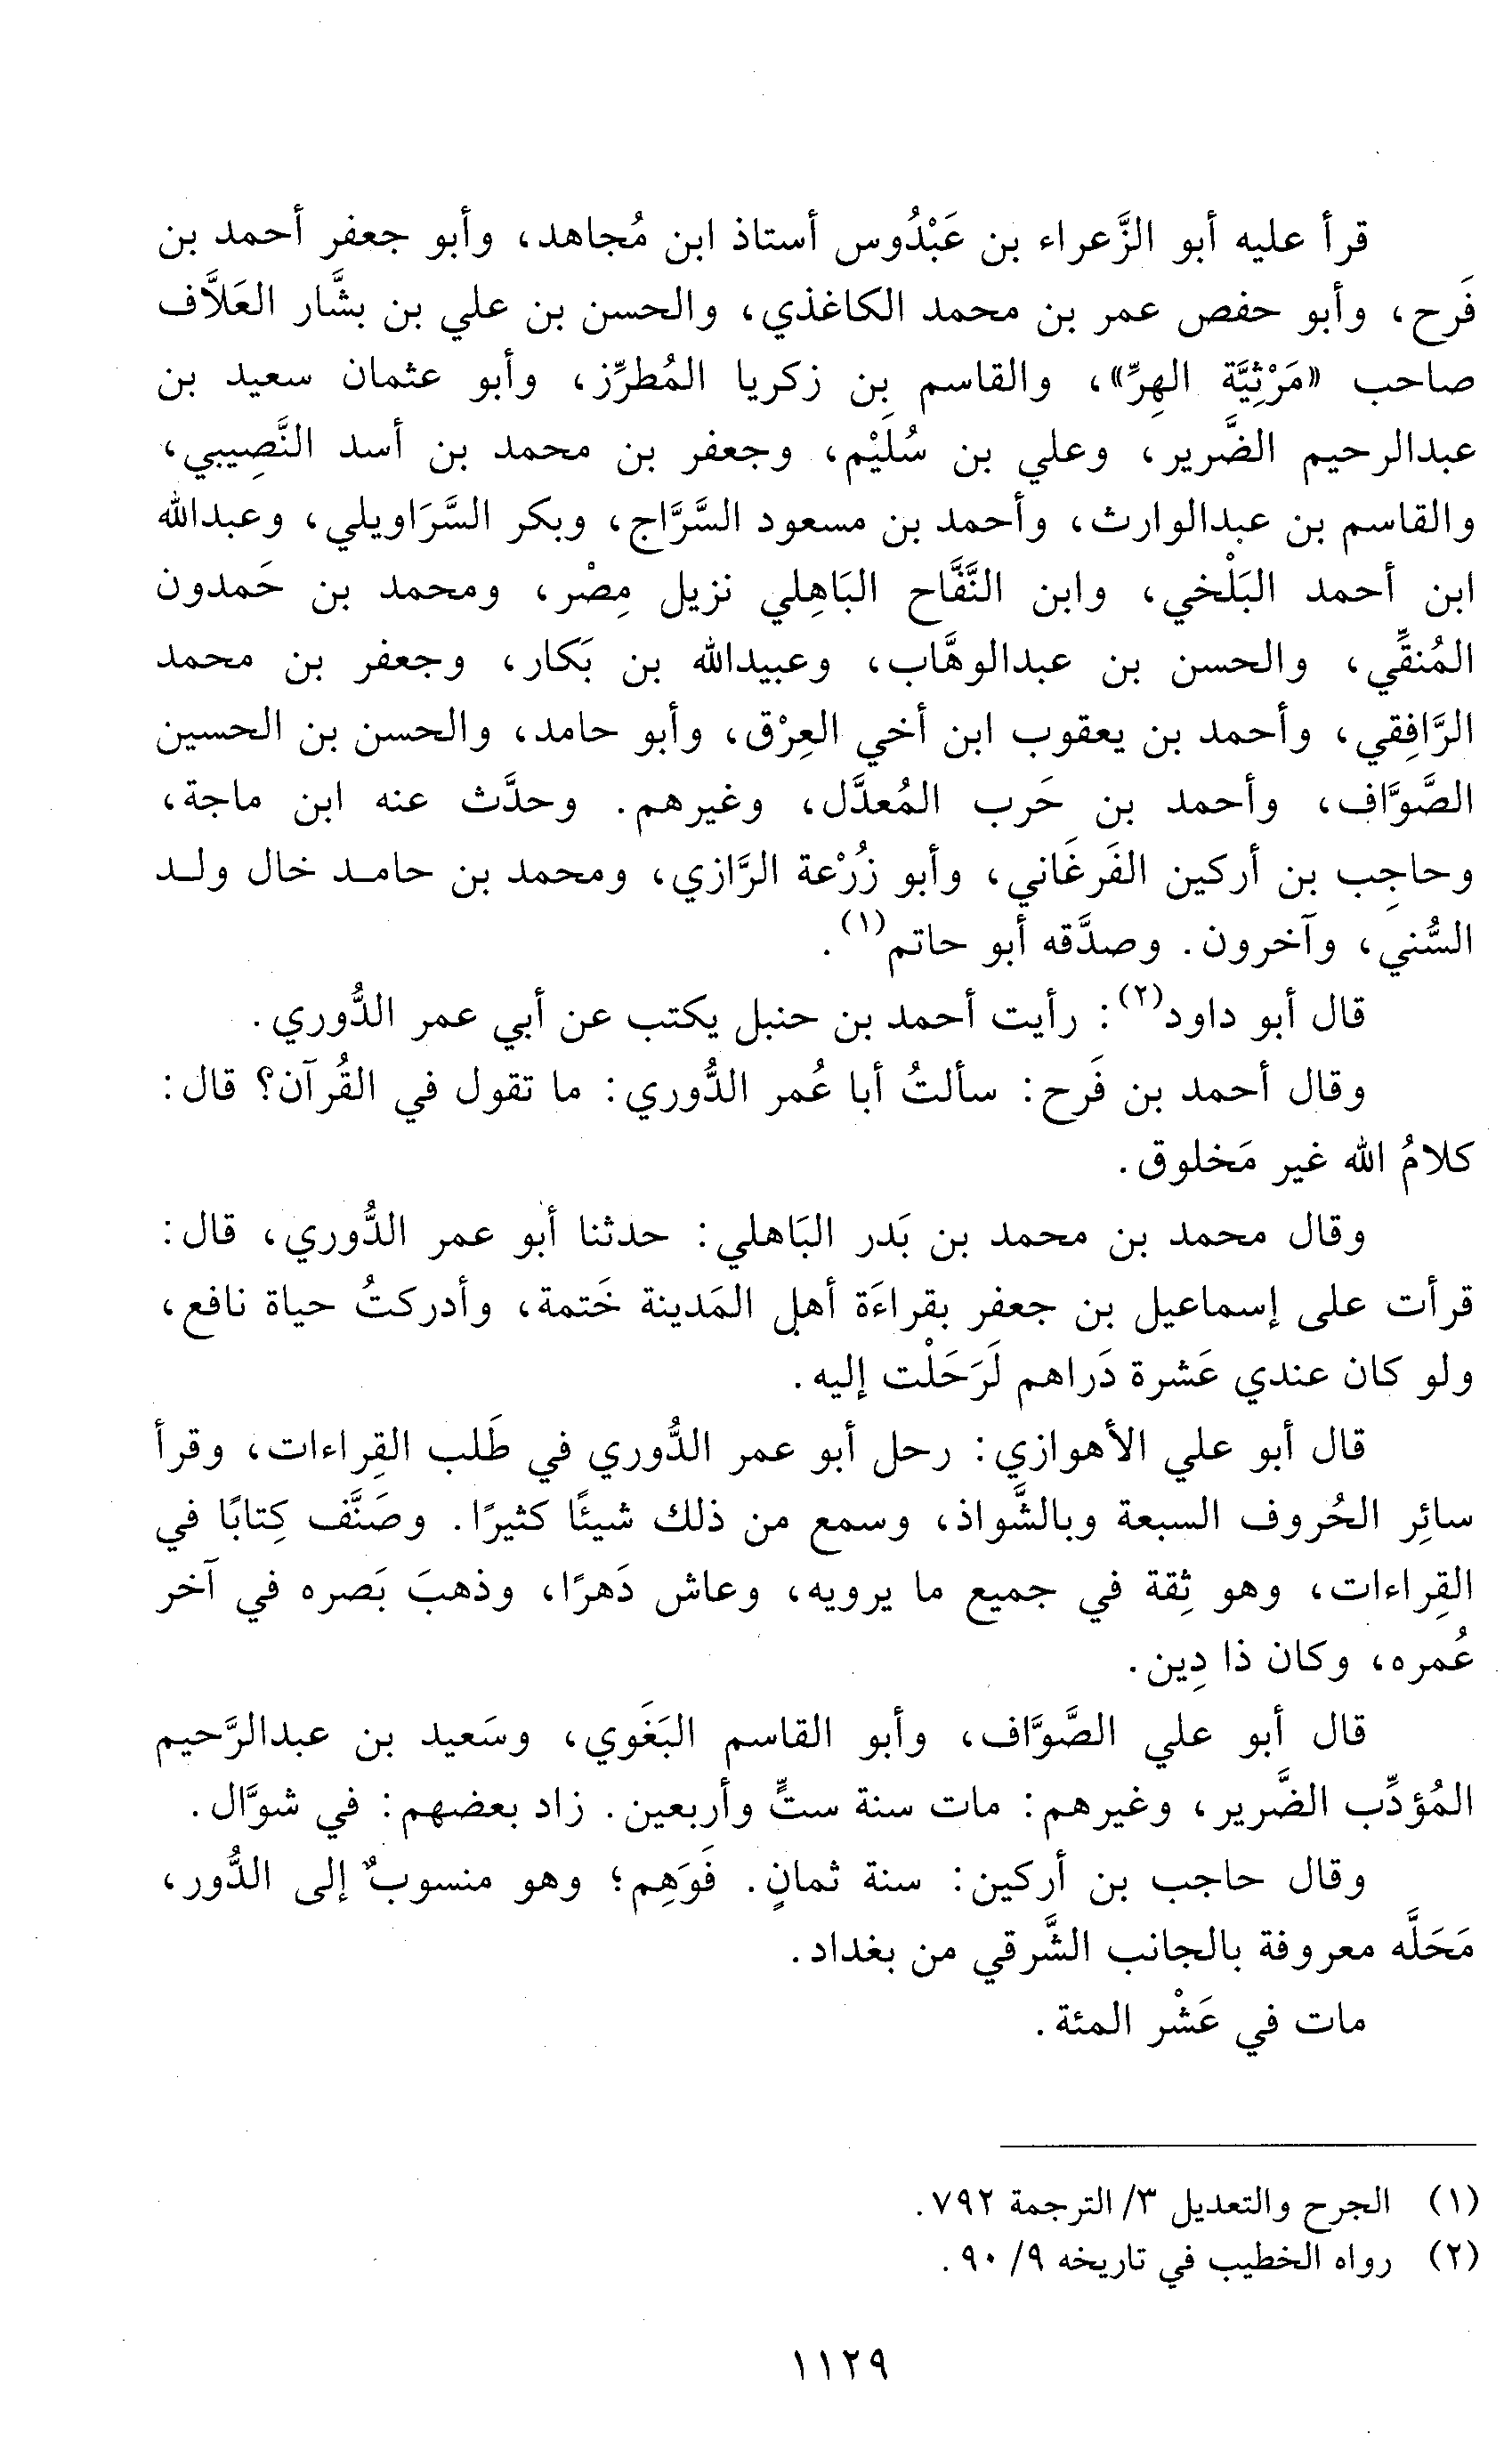 قرأ عليه أبو الزَّعراء بن عَبْدُوس أستاذ ابن مُجاهد، وأبو جعفر أحمد بن
فَرح، وأبو حفص عمر بن محمد الكاغذي، والحسن بن علي بن بشَّار العَلاَّف
صاحب «مَرْثِيَّة الهِرِّ»، والقاسم بن زكريا المُطرِّز، وأبو عثمان سعيد بن
عبدالرحيم الضَّرير، وعلي بن سُلَيْم، وجعفر بن محمد بن أسد النَّصِيبي،
والقاسم بن عبدالوارث، وأحمد بن مسعود السَّرَّاج، وبكر السَّرَاويلي، وعبدالله
ابن أحمد البَلْخي، وابن النَّفَّاح البَاهِلي نزيل مِصْر، ومحمد بن حَمدون
المُنقِّي، والحسن بن عبدالوهَّاب، وعبيدالله بن بَكار، وجعفر بن محمد
الرَّافِقي، وأحمد بن يعقوب ابن أخي العِرْق، وأبو حامد، والحسن بن الحسين
الصَّوَّاف، وأحمد بن حَرب المُعدَّل، وغيرهم. وحدَّث عنه ابن ماجة،
وحاجِب بن أركين الفَرغَاني، وأبو زُرْعة الرَّازي، ومحمد بن حامد خال ولد
السُّني، وآخرون. وصدَّقه أبو حاتم(١).
قال أبو داود(٢): رأيت أحمد بن حنبل يكتب عن أبي عمر الدُّوري.
وقال أحمد بن فَرح: سألتُ أبا عُمر الدُّوري: ما تقول في القُرآن؟ قال:
كلامُ الله غير مَخلوق.
وقال محمد بن محمد بن بَدر البَاهلي: حدثنا أبو عمر الدُّوري، قال:
قرأت على إسماعيل بن جعفر بقراءَة أهل المَدينة خَتمة، وأدركتُ حياة نافع،
ولو كان عندي عَشرة دَراهم لَرَحَلْت إليه.
قال أبو علي الأهوازي: رحل أبو عمر الدُّوري في طَلب القِراءات، وقرأ
سائِر الحُروف السبعة وبالشَّواذ، وسمع من ذلك شيئًا كثيرًا. وصَنَّف كِتابًا في
القِراءات، وهو ثِقة في جميع ما يرويه، وعاش دَهرًا، وذهبَ بَصره في آخر
عُمره، وكان ذا دِين.
قال أبو علي الصَّوَّاف، وأبو القاسم البَغَوي، وسَعيد بن عبدالرَّحيم
المُؤدِّب الضَّرير، وغيرهم: مات سنة ستٍّ وأربعين. زاد بعضهم: في شوَّال.
وقال حاجب بن أركين: سنة ثمانٍ. فَوَهِم؛ وهو منسوبٌ إلى الدُّور،
مَحَلَّه معروفة بالجانب الشَّرقي من بغداد.
مات في عَشْر المئة.
(١) الجرح والتعديل ٣/ الترجمة ٧٩٢.
(٢) رواه الخطيب في تاريخه ٩/ ٩٠.
١١٢٩